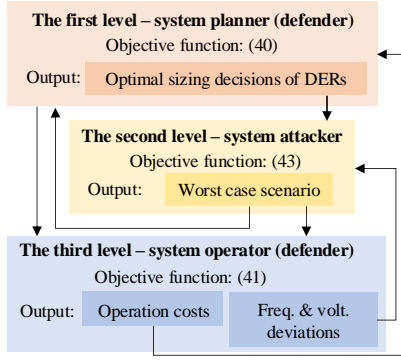 The first level – system planner (defender)
Objective function: (40)
Output: Optimal sizing decisions of DERs
The second level – system attacker
Objective function: (43)
Output: Worst case scenario
The third level – system operator (defender)
Objective function: (41)
Output: Operation costs
Freq. & volt.
deviations